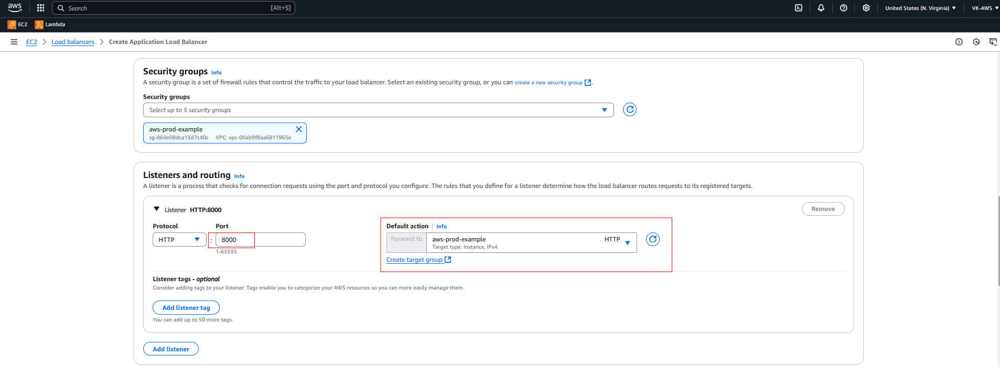 aws
Search [Alt+S]
United States (N. Virginia) VK-AWS
EC2 Lambda
EC2 Load balancers Create Application Load Balancer
Security groups Info
A security group is a set of firewall rules that control the traffic to your load balancer. Select an existing security group, or you can create a new security group .
Security groups
Select up to 5 security groups
aws-prod-example
sg-060e08dca13d7c40c VPC: vpc-00ab9f8aa6811965e
Listeners and routing Info
A listener is a process that checks for connection requests using the port and protocol you configure. The rules that you define for a listener determine how the load balancer routes requests to its registered targets.
Listener HTTP:8000
Remove
Protocol Port
HTTP : 8000
1-65535
Default action Info
Forward to aws-prod-example HTTP
Target type: Instance, IPv4
Create target group
Listener tags - optional
Consider adding tags to your listener. Tags enable you to categorize your AWS resources so you can more easily manage them.
Add listener tag
You can add up to 50 more tags.
Add listener